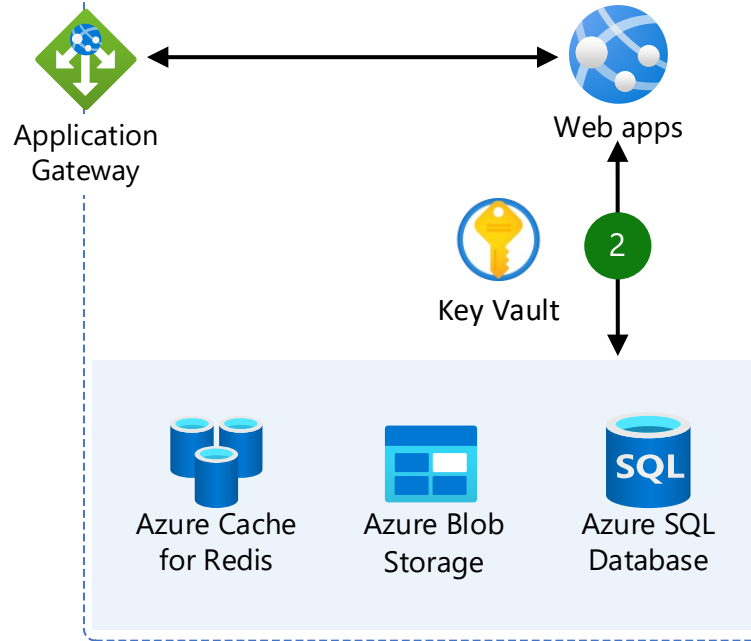 Application
Gateway
Web apps
2
Key Vault
SQL
Azure Cache
for Redis
Azure Blob
Storage
Azure SQL
Database